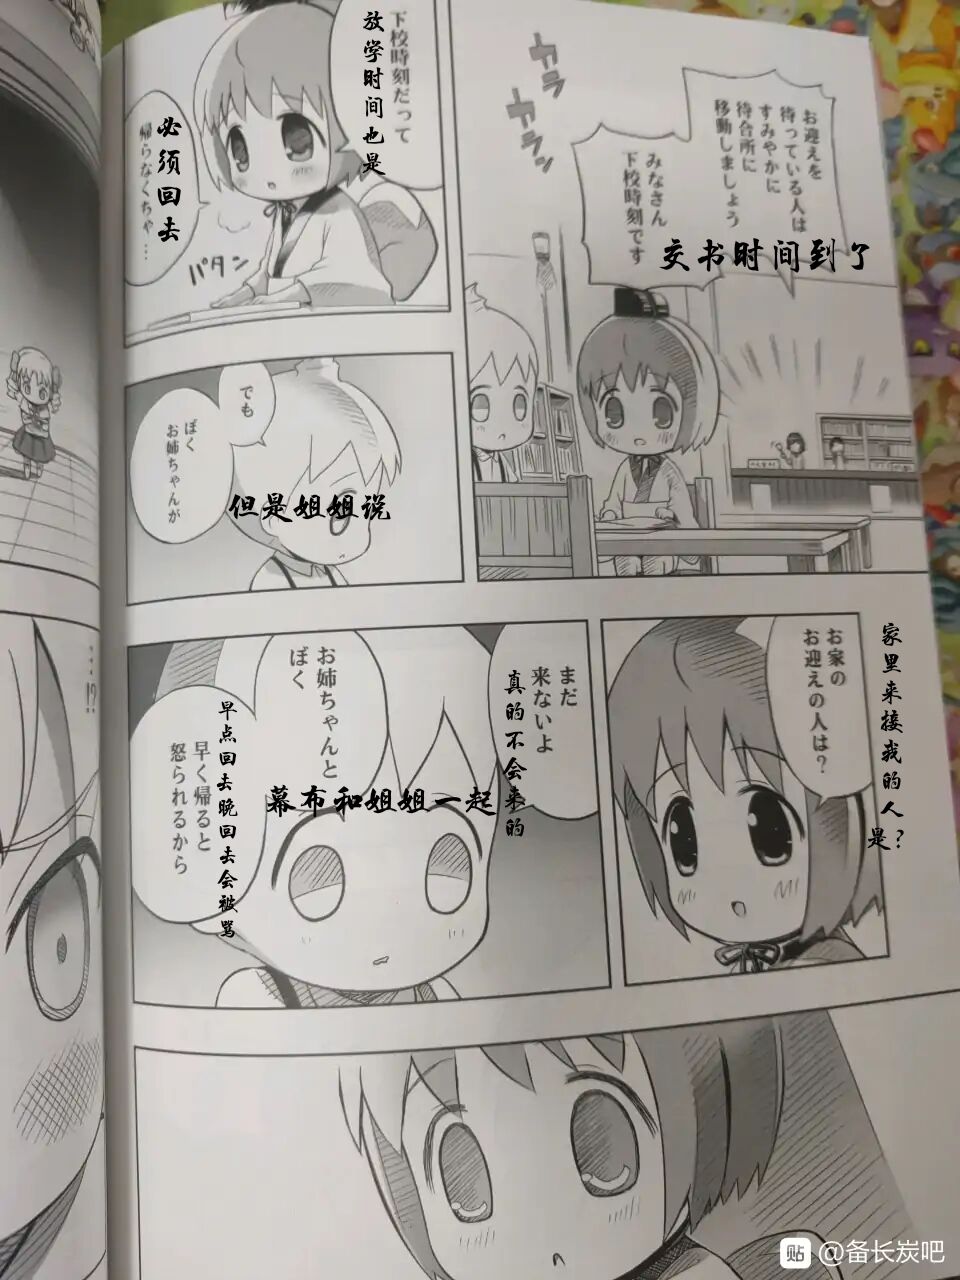 カラン
カラン
お迎えを
待っている人は
すみやかに
待合所に
移動しましょう
みなさん
下校時刻です
交书时间到了
下校時刻だって
放学时间也是
帰らなくちゃ…
必须回去
パタン
でも
ぼく
お姉ちゃんが
但是姐姐说
お家の
お迎えの人は?
家里来接我的人
是?
まだ
来ないよ
真的不会来的
お姉ちゃんと
ぼく
幕布和姐姐一起
早く帰ると
怒られるから
早点回去晚回去会被骂
…!?
贴 @备长炭吧